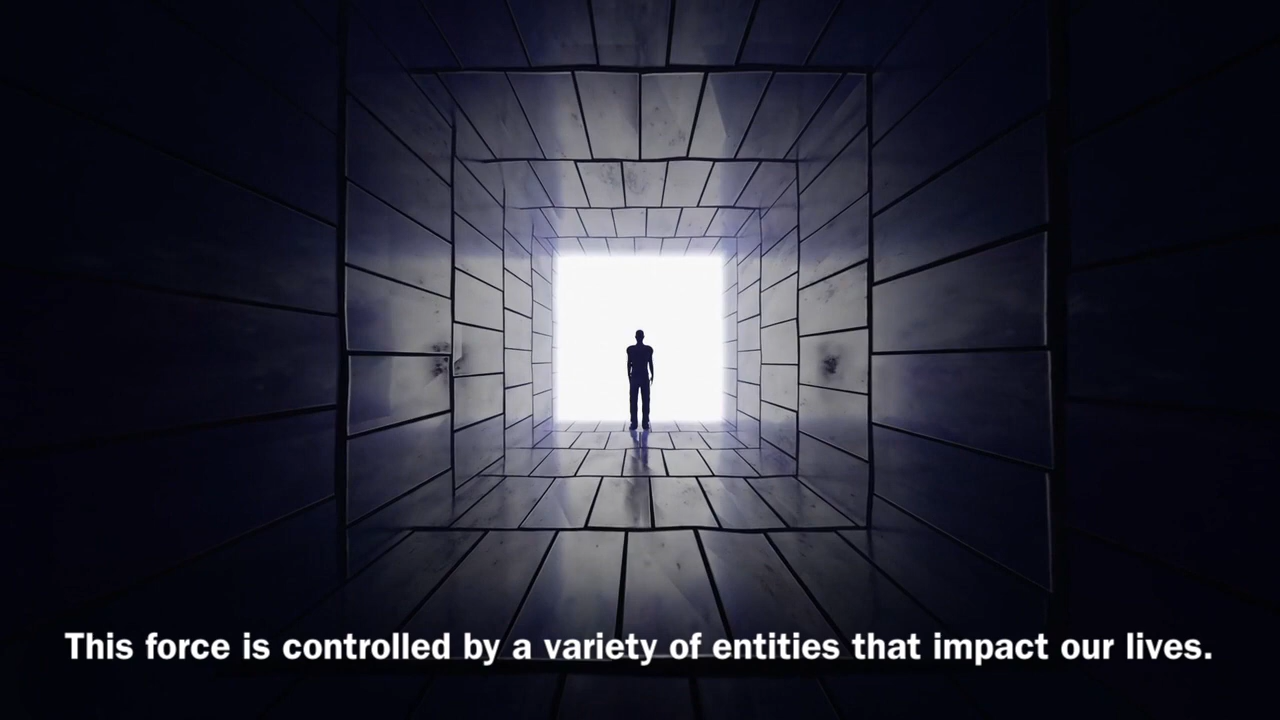 This force is controlled by a variety of entities that impact our lives.